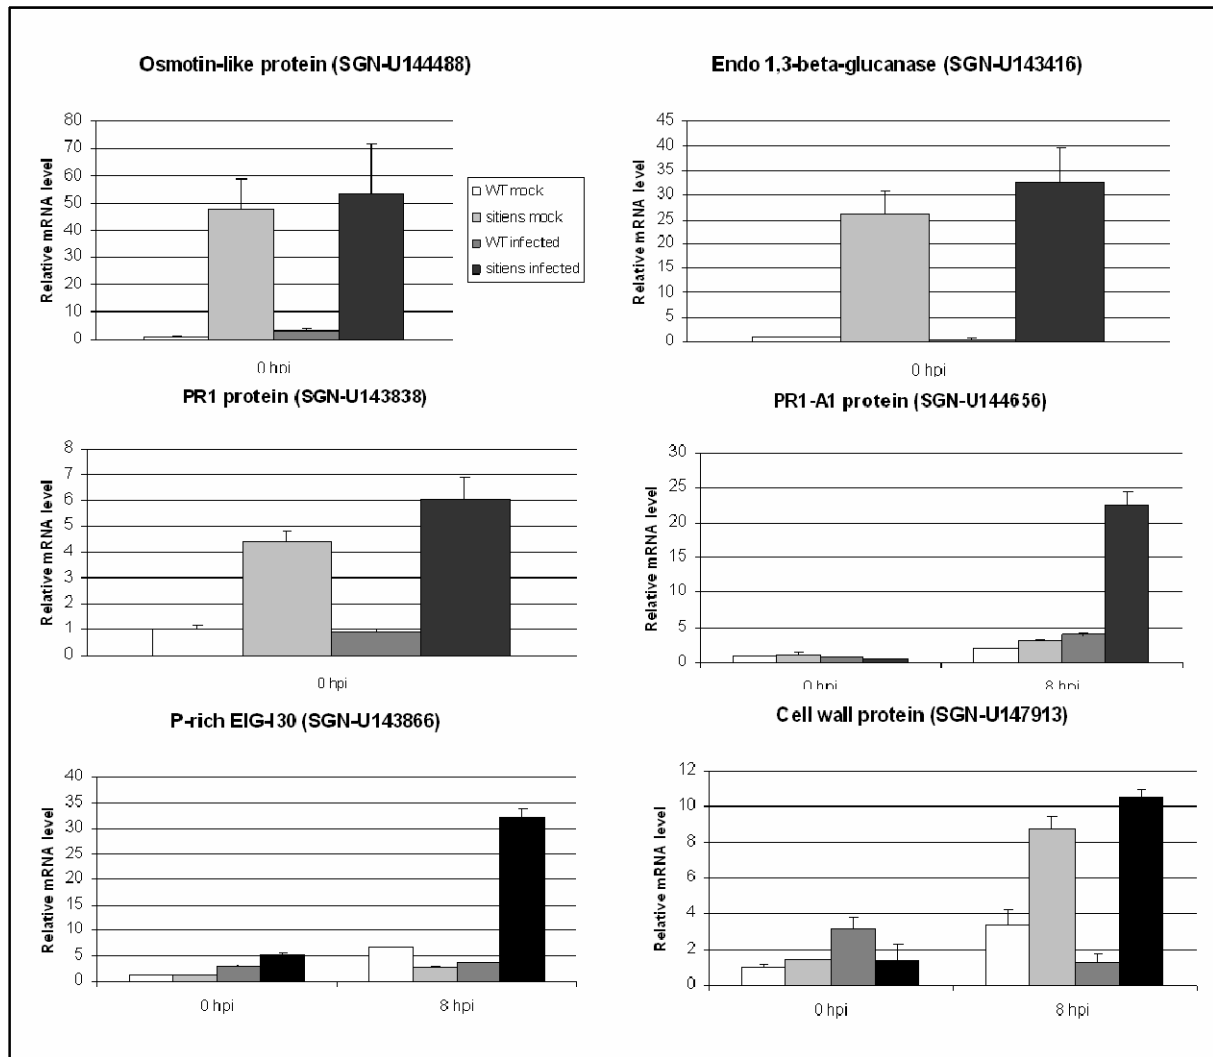 Osmotin-like protein (SGN-U144488)
Relative mRNA level
80
70
60
50
40
30
20
10
0
0 hpi
WT mock
sitiens mock
WT infected
sitiens infected
Endo 1,3-beta-glucanase (SGN-U143416)
Relative mRNA level
45
40
35
30
25
20
15
10
5
0
0 hpi
PR1 protein (SGN-U143838)
Relative mRNA level
8
7
6
5
4
3
2
1
0
0 hpi
PR1-A1 protein (SGN-U144656)
Relative mRNA level
30
25
20
15
10
5
0
0 hpi
8 hpi
P-rich EIG-I30 (SGN-U143866)
Relative mRNA level
40
35
30
25
20
15
10
5
0
0 hpi
8 hpi
Cell wall protein (SGN-U147913)
Relative mRNA level
12
10
8
6
4
2
0
0 hpi
8 hpi